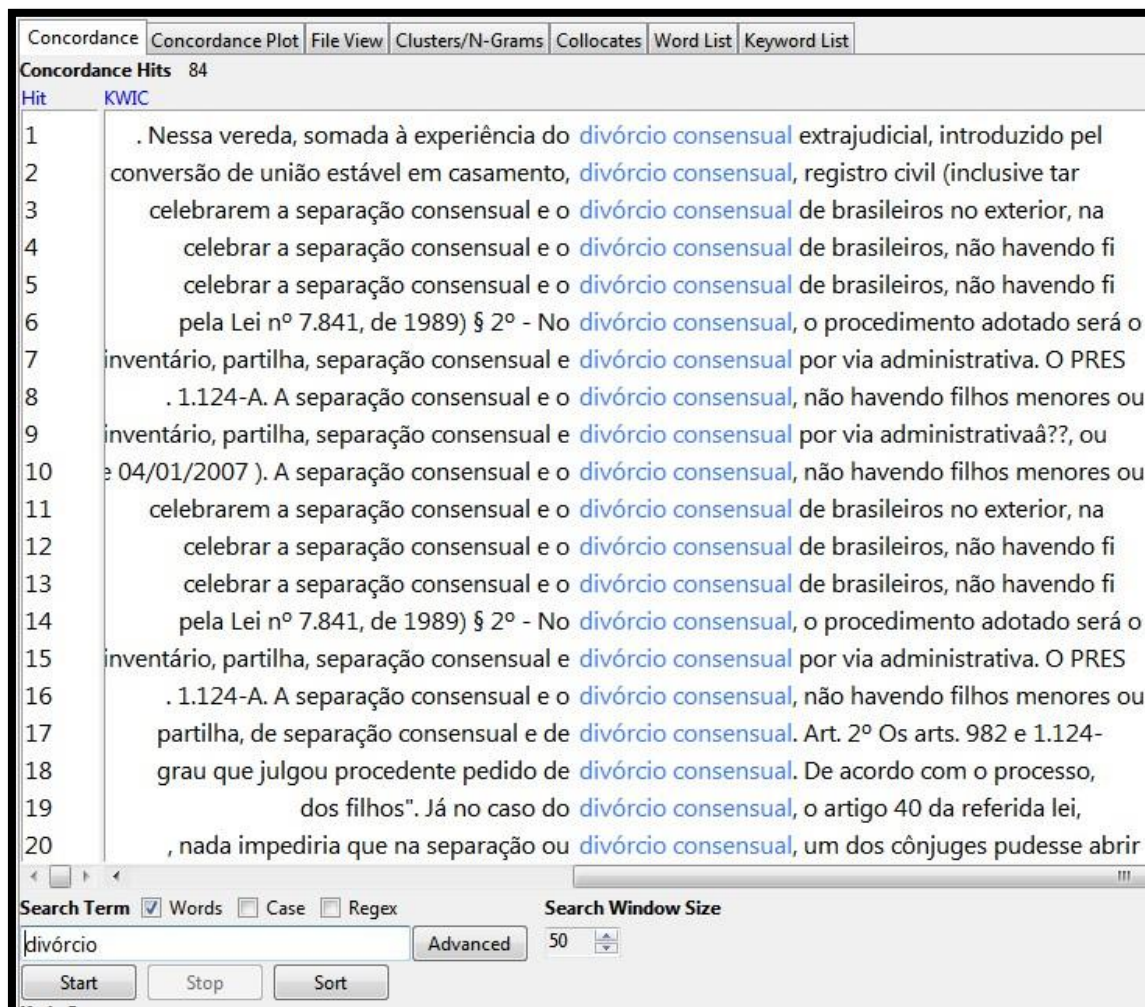 Concordance Concordance Plot File View Clusters/N-Grams Collocates Word List Keyword List
Concordance Hits 84
Hit KWIC
1 . Nessa vereda, somada à experiência do divórcio consensual extrajudicial, introduzido pel
2 conversão de união estável em casamento, divórcio consensual, registro civil (inclusive tar
3 celebrarem a separação consensual e o divórcio consensual de brasileiros no exterior, na
4 celebrar a separação consensual e o divórcio consensual de brasileiros, não havendo fi
5 celebrar a separação consensual e o divórcio consensual de brasileiros, não havendo fi
6 pela Lei nº 7.841, de 1989) § 2º - No divórcio consensual, o procedimento adotado será o
7 inventário, partilha, separação consensual e divórcio consensual por via administrativa. O PRES
8 . 1.124-A. A separação consensual e o divórcio consensual, não havendo filhos menores ou
9 inventário, partilha, separação consensual e divórcio consensual por via administrativaâ??, ou
10 e 04/01/2007 ). A separação consensual e o divórcio consensual, não havendo filhos menores ou
11 celebrarem a separação consensual e o divórcio consensual de brasileiros no exterior, na
12 celebrar a separação consensual e o divórcio consensual de brasileiros, não havendo fi
13 celebrar a separação consensual e o divórcio consensual de brasileiros, não havendo fi
14 pela Lei nº 7.841, de 1989) § 2º - No divórcio consensual, o procedimento adotado será o
15 inventário, partilha, separação consensual e divórcio consensual por via administrativa. O PRES
16 . 1.124-A. A separação consensual e o divórcio consensual, não havendo filhos menores ou
17 partilha, de separação consensual e de divórcio consensual. Art. 2º Os arts. 982 e 1.124-
18 grau que julgou procedente pedido de divórcio consensual. De acordo com o processo,
19 dos filhos". Já no caso do divórcio consensual, o artigo 40 da referida lei,
20 , nada impediria que na separação ou divórcio consensual, um dos cônjuges pudesse abrir
Search Term Words Case Regex Search Window Size
divórcio Advanced 50
Start Stop Sort